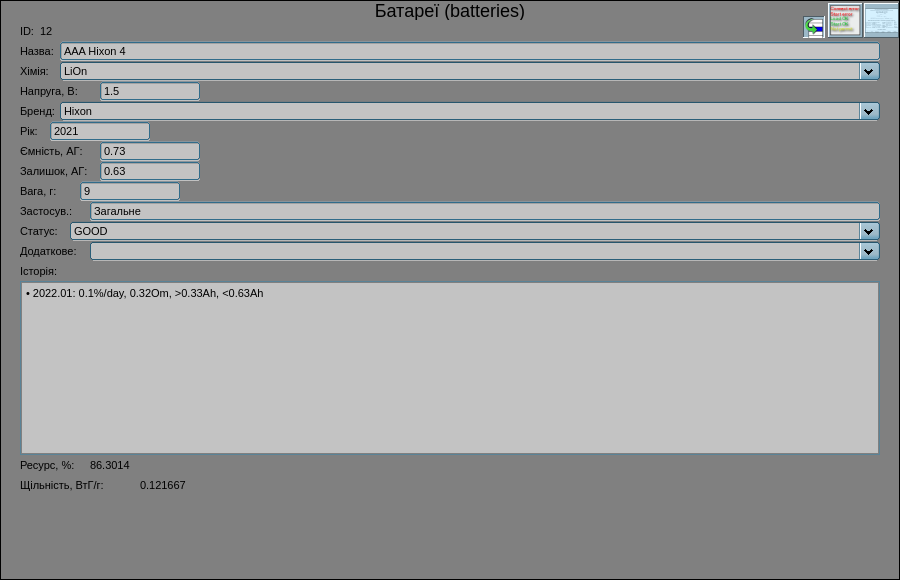 Батареї (batteries)
ID: 12
Назва: AAA Hixon 4
Хімія: LiOn
Напруга, В: 1.5
Бренд: Hixon
Рік: 2021
Ємність, АГ: 0.73
Залишок, АГ: 0.63
Вага, г: 9
Застосув.: Загальне
Статус: GOOD
Додаткове:
Історія:
• 2022.01: 0.1%/day, 0.32Om, >0.33Ah, <0.63Ah
Ресурс, %: 86.3014
Щільність, ВтГ/г: 0.121667